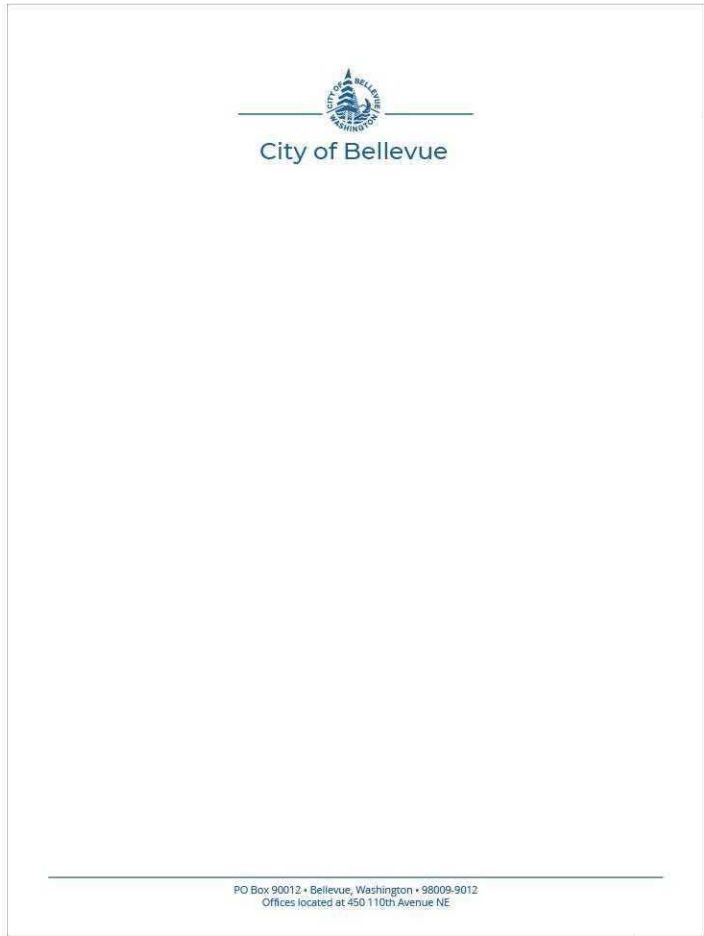 CITY OF BELLEVUE
WASHINGTON
City of Bellevue
PO Box 90012 • Bellevue, Washington • 98009-9012
Offices located at 450 110th Avenue NE